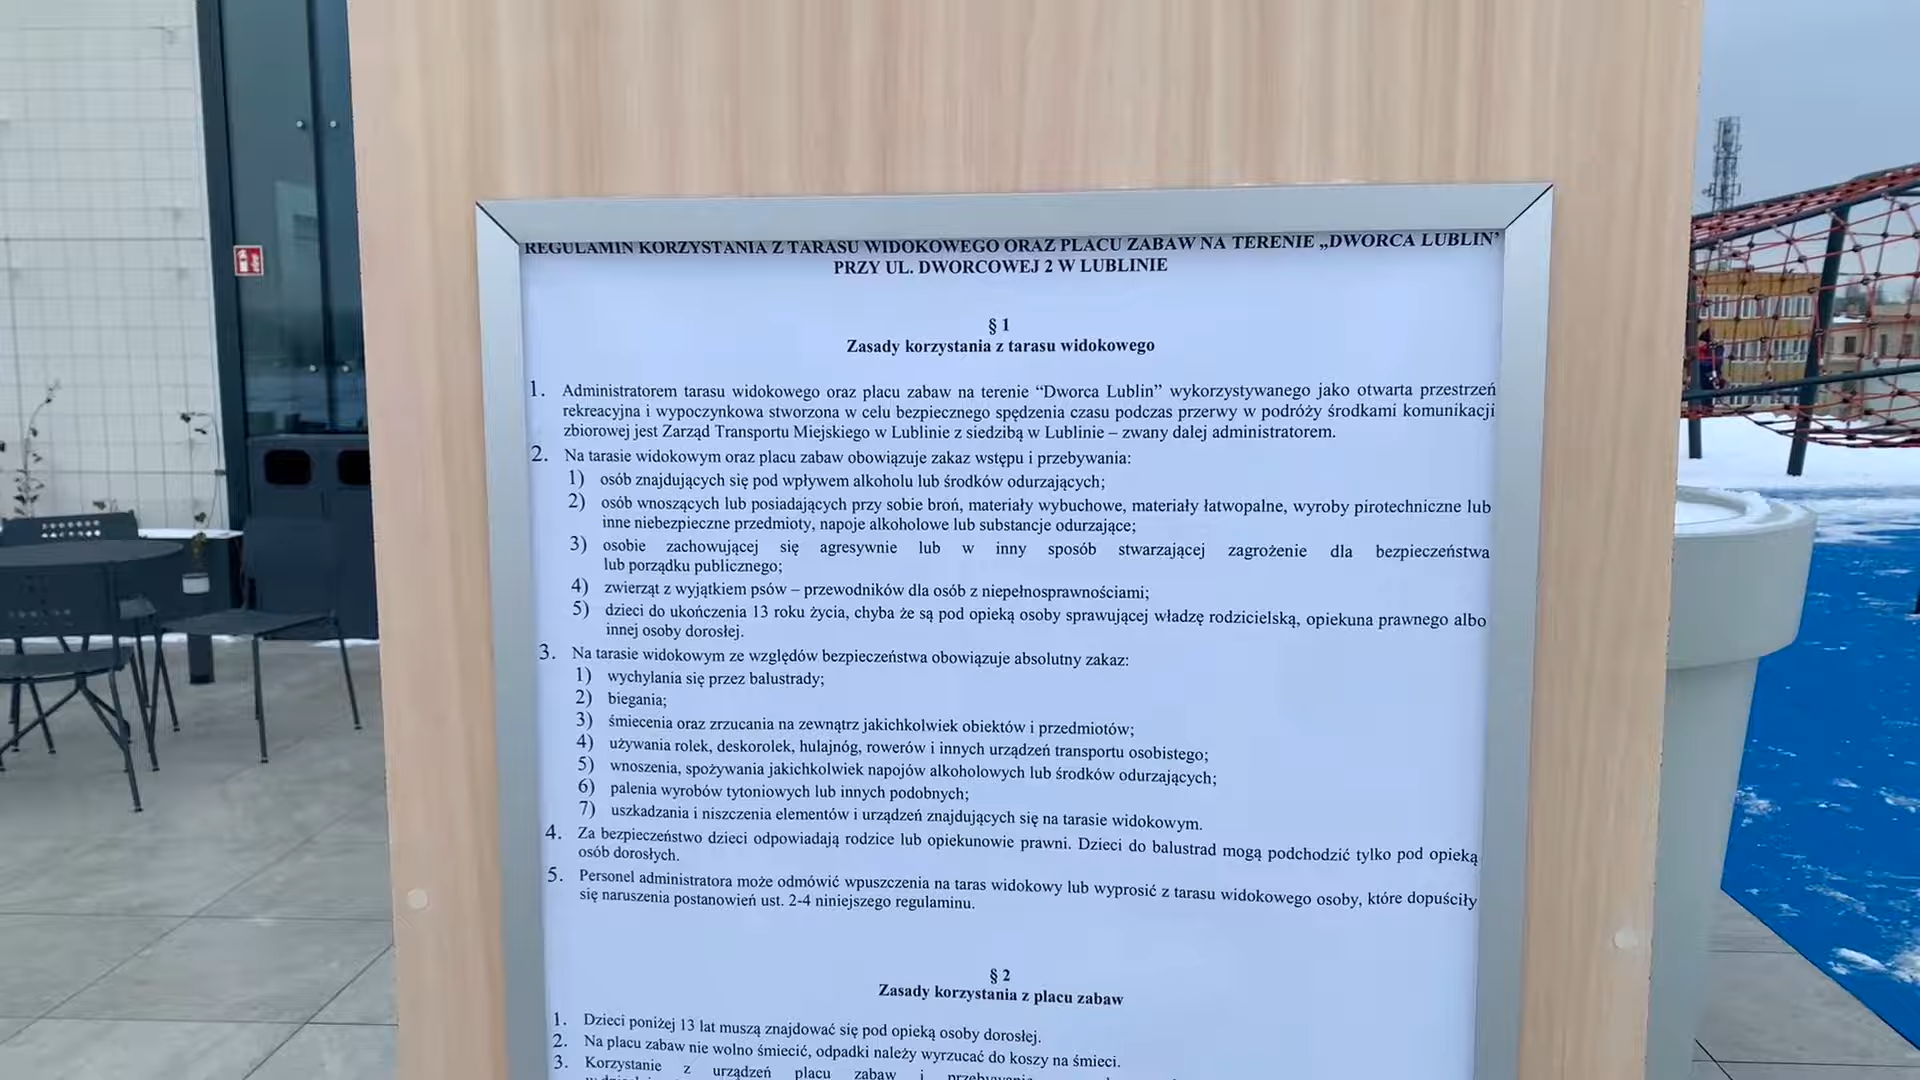 REGULAMIN KORZYSTANIA Z TARASU WIDOKOWEGO ORAZ PLACU ZABAW NA TERENIE „DWORCA LUBLIN”
PRZY UL. DWORCOWEJ 2 W LUBLINIE
§ 1
Zasady korzystania z tarasu widokowego
1. Administratorem tarasu widokowego oraz placu zabaw na terenie “Dworca Lublin” wykorzystywanego jako otwarta przestrzeń
rekreacyjna i wypoczynkowa stworzona w celu bezpiecznego spędzenia czasu podczas przerwy w podróży środkami komunikacji
zbiorowej jest Zarząd Transportu Miejskiego w Lublinie z siedzibą w Lublinie – zwany dalej administratorem.
2. Na tarasie widokowym oraz placu zabaw obowiązuje zakaz wstępu i przebywania:
1) osób znajdujących się pod wpływem alkoholu lub środków odurzających;
2) osób wnoszących lub posiadających przy sobie broń, materiały wybuchowe, materiały łatwopalne, wyroby pirotechniczne lub
inne niebezpieczne przedmioty, napoje alkoholowe lub substancje odurzające;
3) osobie zachowującej się agresywnie lub w inny sposób stwarzającej zagrożenie dla bezpieczeństwa
lub porządku publicznego;
4) zwierząt z wyjątkiem psów – przewodników dla osób z niepełnosprawnościami;
5) dzieci do ukończenia 13 roku życia, chyba że są pod opieką osoby sprawującej władzę rodzicielską, opiekuna prawnego albo
innej osoby dorosłej.
3. Na tarasie widokowym ze względów bezpieczeństwa obowiązuje absolutny zakaz:
1) wychylania się przez balustrady;
2) biegania;
3) śmiecenia oraz zrzucania na zewnątrz jakichkolwiek obiektów i przedmiotów;
4) używania rolek, deskorolek, hulajnóg, rowerów i innych urządzeń transportu osobistego;
5) wnoszenia, spożywania jakichkolwiek napojów alkoholowych lub środków odurzających;
6) palenia wyrobów tytoniowych lub innych podobnych;
7) uszkadzania i niszczenia elementów i urządzeń znajdujących się na tarasie widokowym.
4. Za bezpieczeństwo dzieci odpowiadają rodzice lub opiekunowie prawni. Dzieci do balustrad mogą podchodzić tylko pod opieką
osób dorosłych.
5. Personel administratora może odmówić wpuszczenia na taras widokowy lub wyprosić z tarasu widokowego osoby, które dopuściły
się naruszenia postanowień ust. 2-4 niniejszego regulaminu.
§ 2
Zasady korzystania z placu zabaw
1. Dzieci poniżej 13 lat muszą znajdować się pod opieką osoby dorosłej.
2. Na placu zabaw nie wolno śmiecić, odpadki należy wyrzucać do koszy na śmieci.
3. Korzystanie z urządzeń placu zabaw i